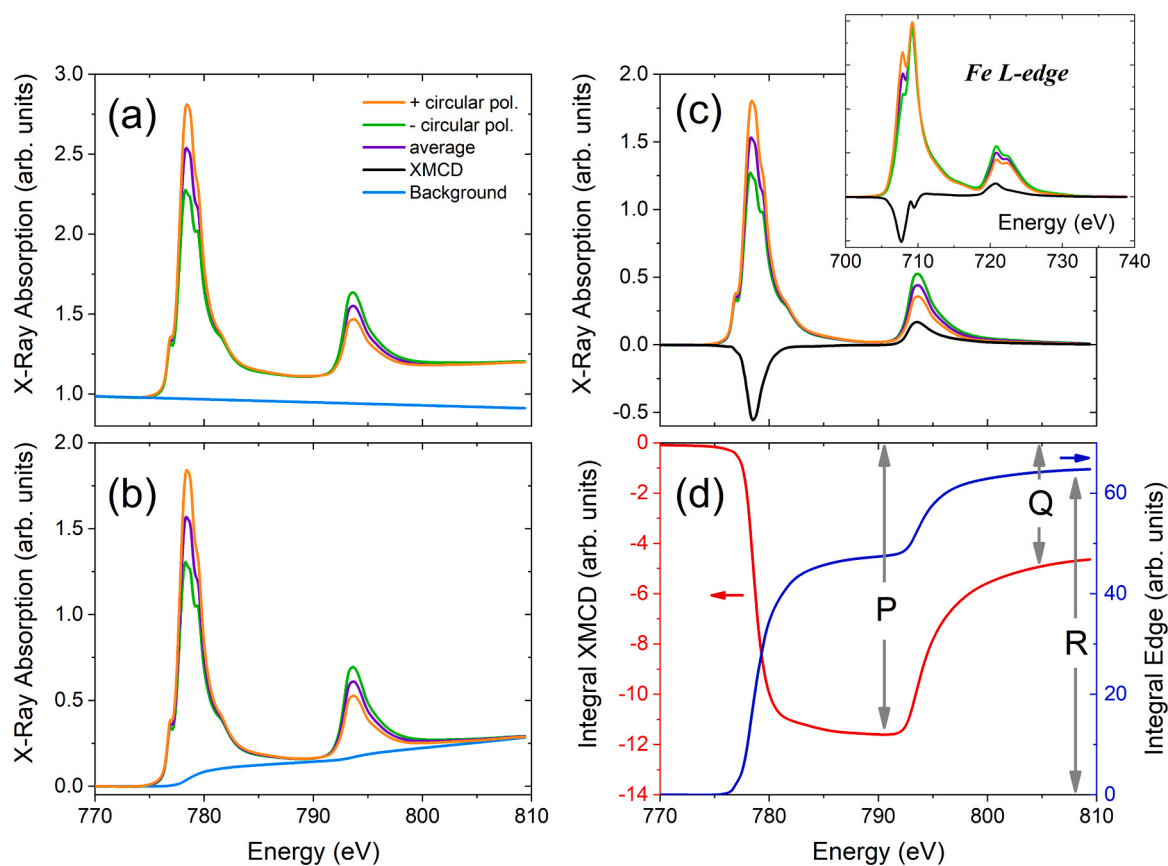 (a)
X-Ray Absorption (arb. units)
3.0
2.5
2.0
1.5
1.0
+ circular pol.
- circular pol.
average
XMCD
Background
(b)
X-Ray Absorption (arb. units)
2.0
1.5
1.0
0.5
0.0
770 780 790 800 810
Energy (eV)
(c)
X-Ray Absorption (arb. units)
2.0
1.5
1.0
0.5
0.0
-0.5
Fe L-edge
Energy (eV)
700 710 720 730 740
(d)
Integral XMCD (arb. units)
0
-2
-4
-6
-8
-10
-12
-14
P
Q
R
60
40
20
0
Integral Edge (arb. units)
770 780 790 800 810
Energy (eV)